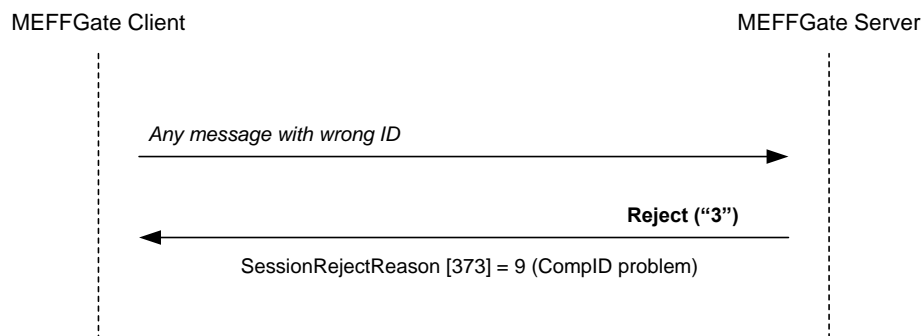 MEFFGate Client
MEFFGate Server
Any message with wrong ID
Reject (“3”)
SessionRejectReason [373] = 9 (CompID problem)